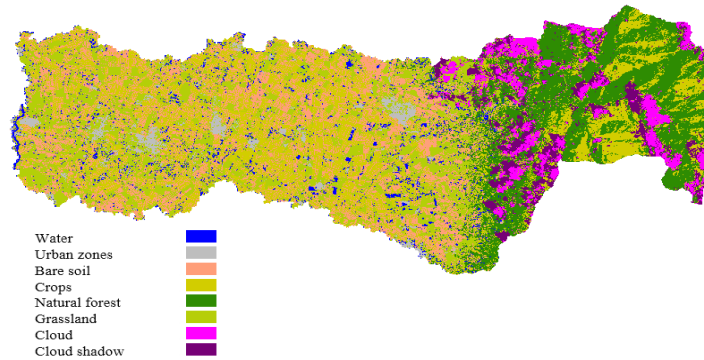 Water
Urban zones
Bare soil
Crops
Natural forest
Grassland
Cloud
Cloud shadow